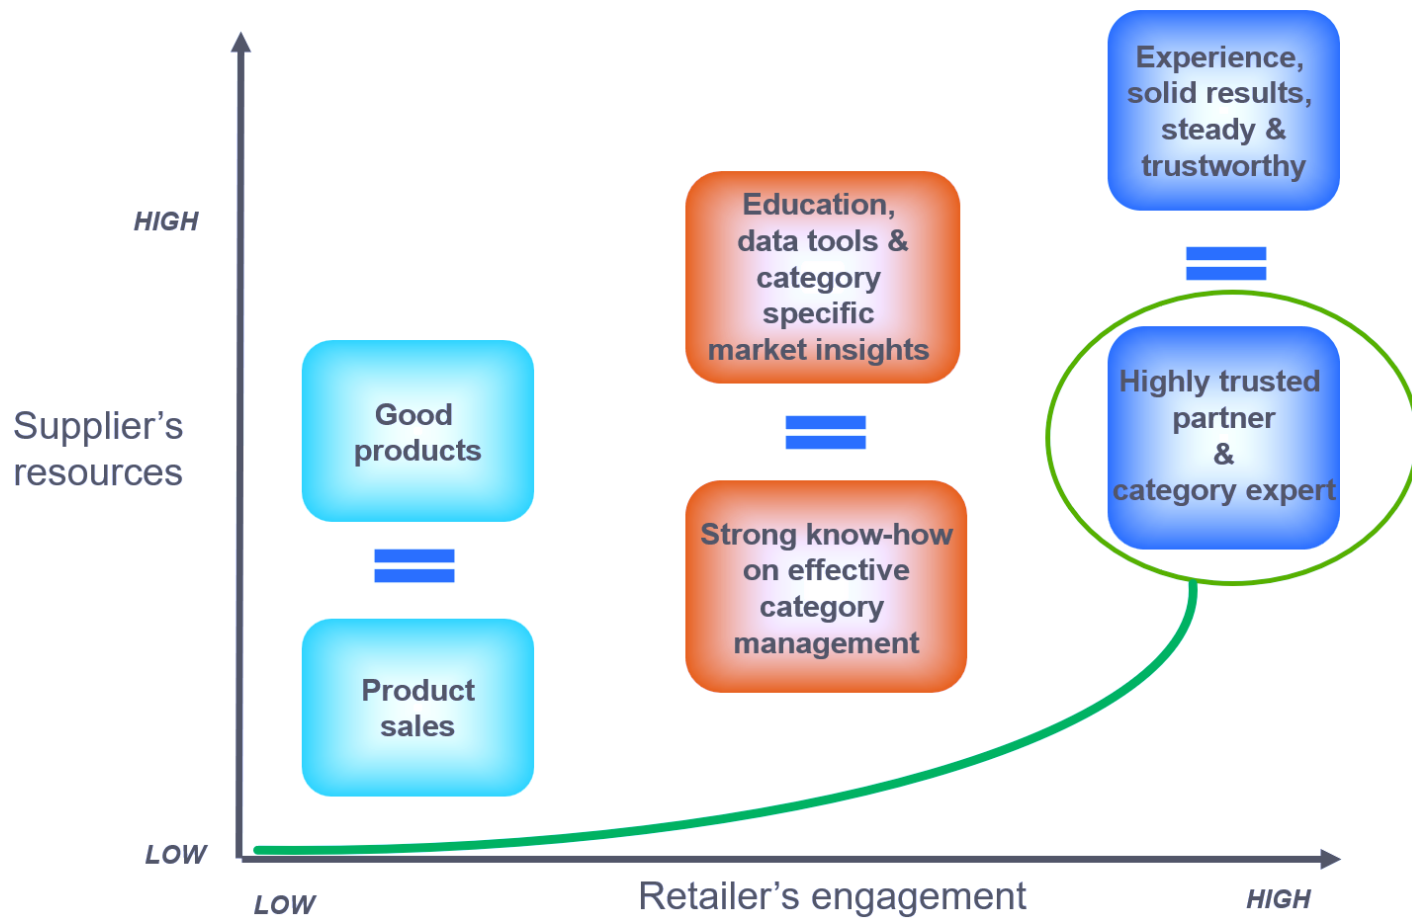 HIGH
Supplier’s
resources
LOW
Good
products
Product
sales
Education,
data tools &
category
specific
market insights
Strong know-how
on effective
category
management
Experience,
solid results,
steady &
trustworthy
Highly trusted
partner
&
category expert
LOW
Retailer’s engagement
HIGH